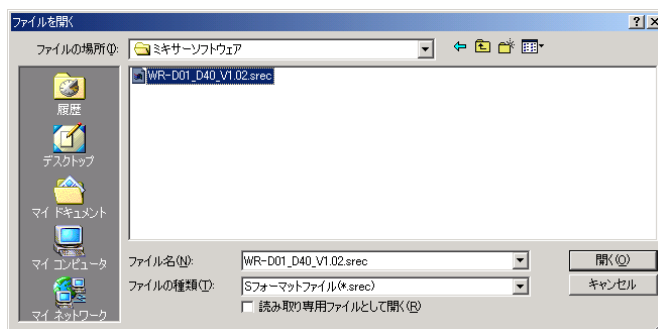 ファイルを開く
ファイルの場所(I):
ミキサーソフトウェア
履歴
デスクトップ
マイ ドキュメント
マイ コンピュータ
マイ ネットワーク
WR-D01_D40_V1.02.srec
ファイル名(N):
WR-D01_D40_V1.02.srec
開く(O)
ファイルの種類(T):
Sフォーマットファイル(*.srec)
キャンセル
読み取り専用ファイルとして開く(R)